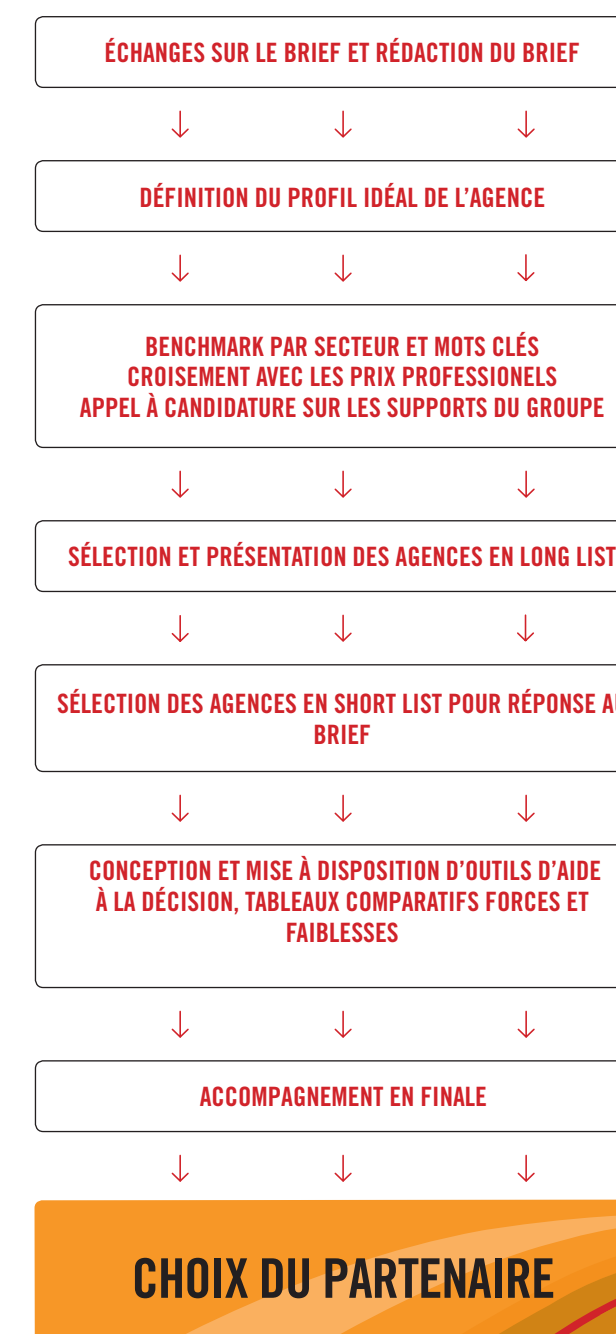 ÉCHANGES SUR LE BRIEF ET RÉDACTION DU BRIEF
DÉFINITION DU PROFIL IDÉAL DE L’AGENCE
BENCHMARK PAR SECTEUR ET MOTS CLÉS
CROISEMENT AVEC LES PRIX PROFESSIONELS
APPEL À CANDIDATURE SUR LES SUPPORTS DU GROUPE
SÉLECTION ET PRÉSENTATION DES AGENCES EN LONG LIST
SÉLECTION DES AGENCES EN SHORT LIST POUR RÉPONSE
BRIEF
CONCEPTION ET MISE À DISPOSITION D’OUTILS D’AIDE
À LA DÉCISION, TABLEAUX COMPARATIFS FORCES ET
FAIBLESSES
ACCOMPAGNEMENT EN FINALE
CHOIX DU PARTENAIRE